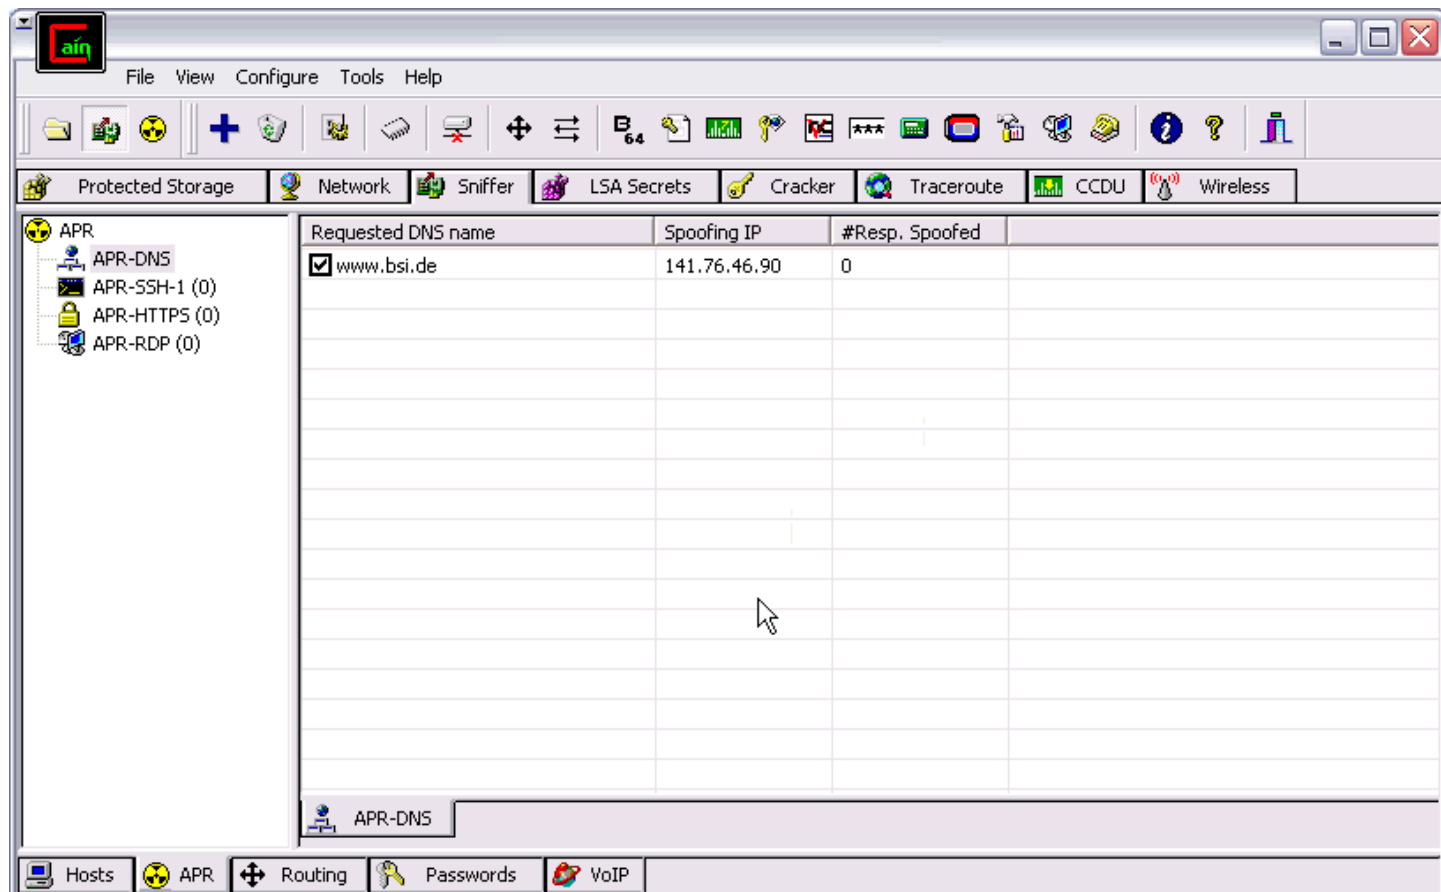 Cain
File View Configure Tools Help
B64
Protected Storage Network Sniffer LSA Secrets Cracker Traceroute CCDU Wireless
APR
APR-DNS
APR-SSH-1 (0)
APR-HTTPS (0)
APR-RDP (0)
Requested DNS name Spoofing IP #Resp. Spoofed
www.bsi.de 141.76.46.90 0
APR-DNS
Hosts APR Routing Passwords VoIP